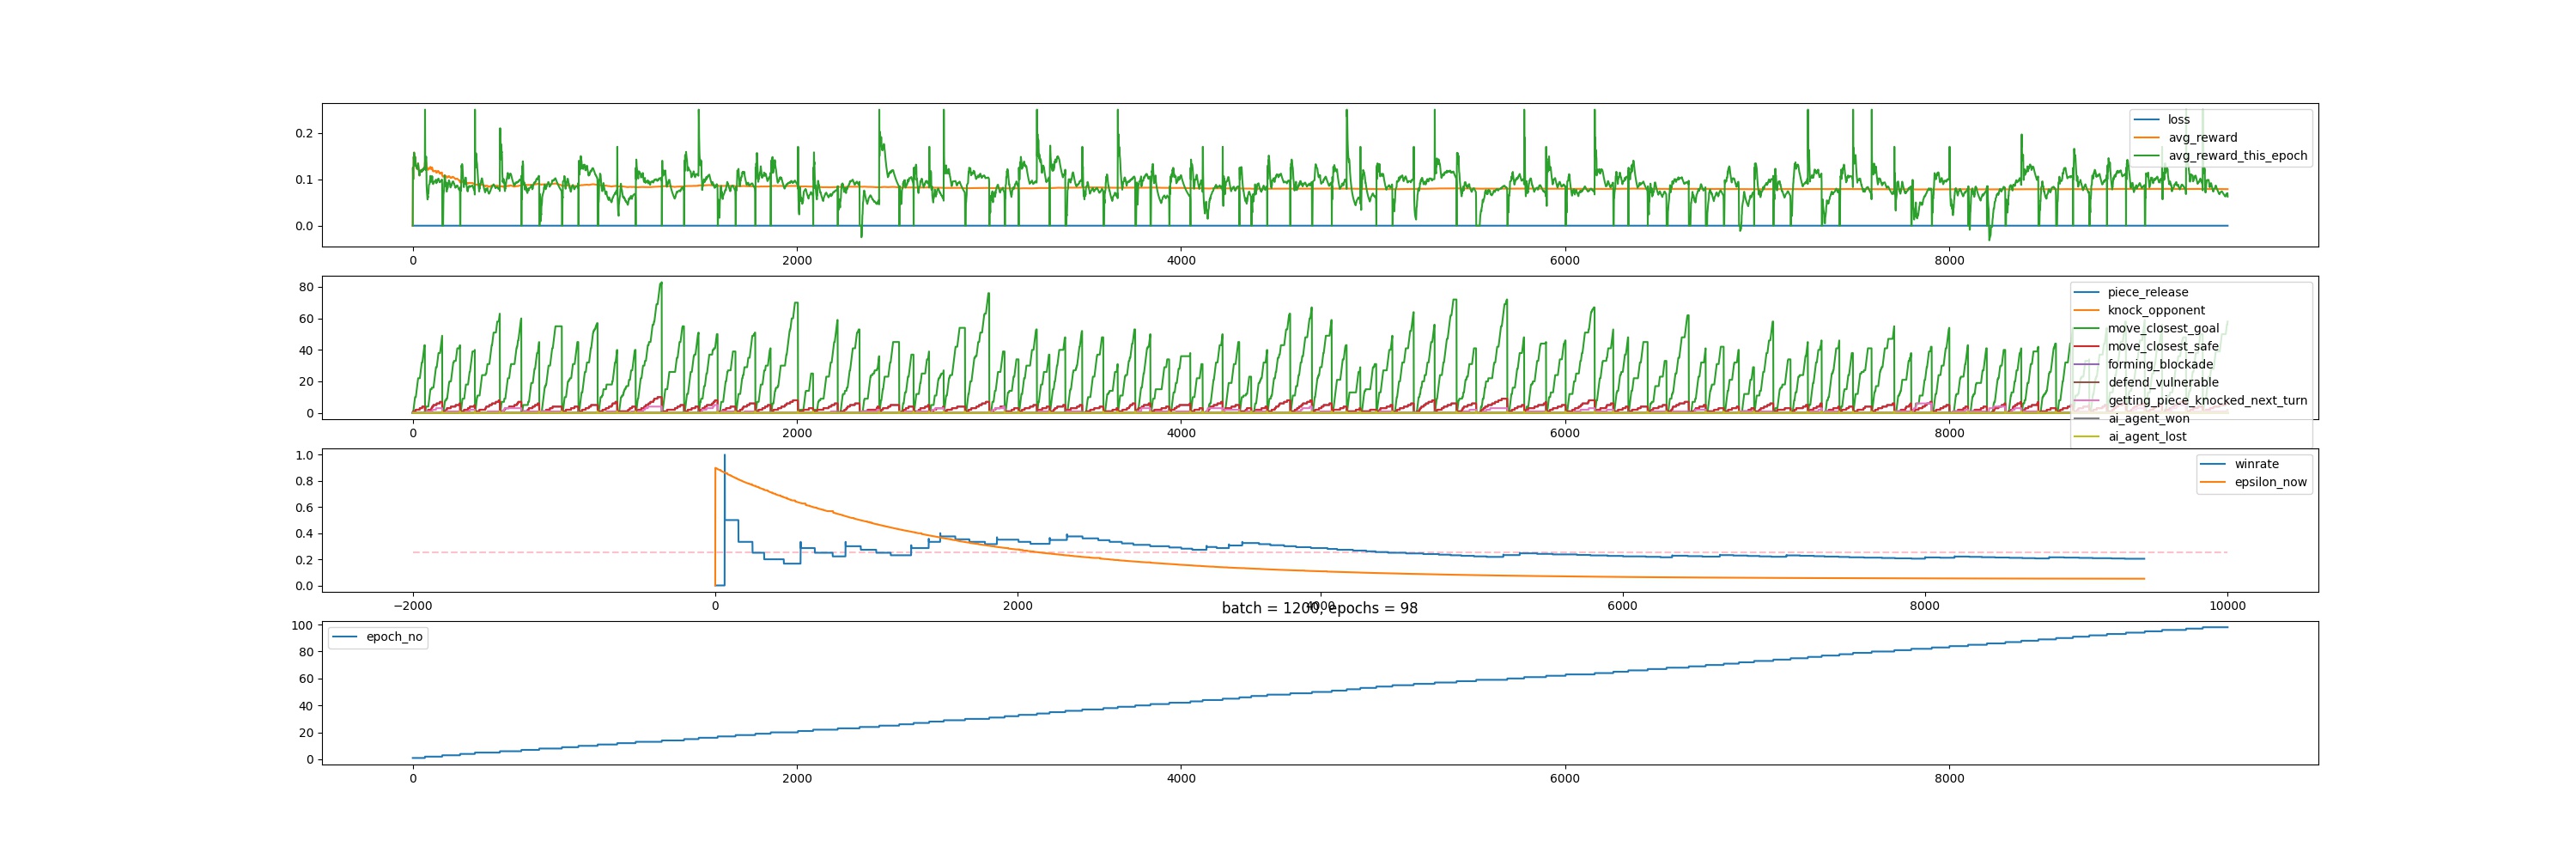 0.2
0.1
0.0
loss
avg_reward
avg_reward_this_epoch
0 2000 4000 6000 8000
80
60
40
20
0
piece_release
knock_opponent
move_closest_goal
move_closest_safe
forming_blockade
defend_vulnerable
getting_piece_knocked_next_turn
ai_agent_won
ai_agent_lost
0 2000 4000 6000 8000
1.0
0.8
0.6
0.4
0.2
0.0
winrate
epsilon_now
−2000 0 2000 4000 6000 8000 10000
batch = 1200, epochs = 98
100
80
60
40
20
0
epoch_no
0 2000 4000 6000 8000